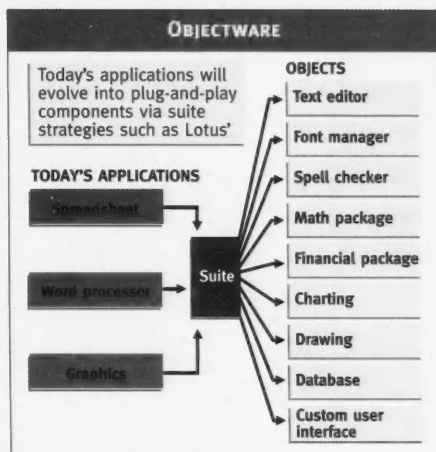 OBJECTWARE
Today's applications will
evolve into plug-and-play
components via suite
strategies such as Lotus'
TODAY'S APPLICATIONS
Spreadsheet
Word processor
Graphics
Suite
OBJECTS
Text editor
Font manager
Spell checker
Math package
Financial package
Charting
Drawing
Database
Custom user
interface